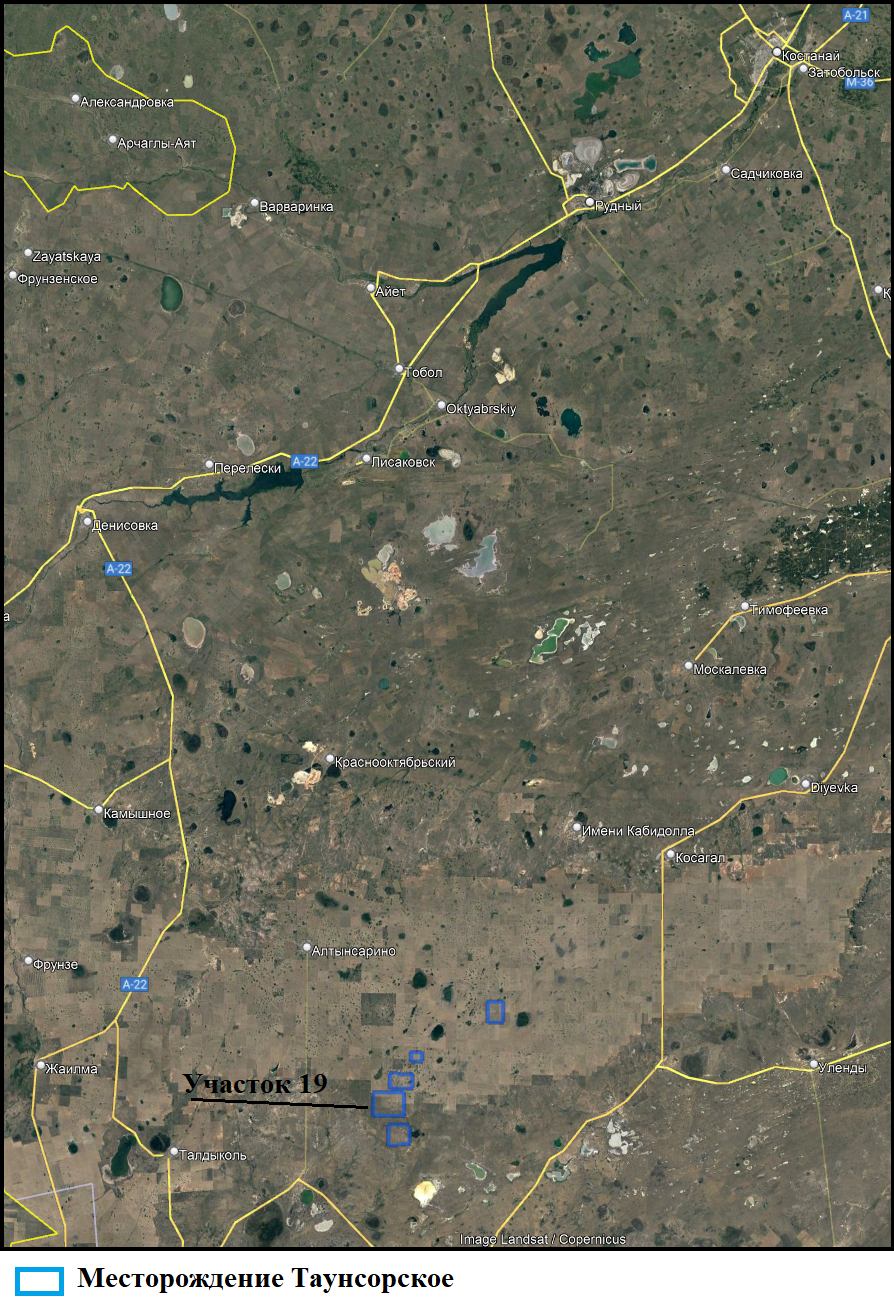 А-21
Костанай
Затобольск
М-36
Александровка
Арчаглы-Аят
Садчиковка
Варваринка
Рудный
Zayatskaya
Фрунзенское
Айет
К
Тобол
Oktyabrskiy
Перелески
А-22
Лисаковск
Денисовка
А-22
а
Тимофеевка
Москалевка
Краснооктябрьский
Diyevka
Камышное
Имени Кабидолла
Косагал
Алтынсарино
Фрунзе
А-22
Жаилма
Уленды
Участок 19
Талдыколь
Image Landsat / Copernicus
Месторождение Таунсорское